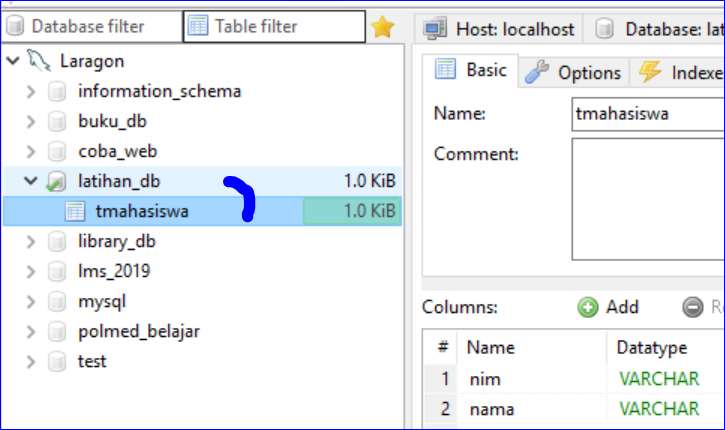 Database filter Table filter Host: localhost Database: lat
Laragon
information_schema
buku_db
coba_web
latihan_db 1.0 KiB
tmahasiswa 1.0 KiB
library_db
lms_2019
mysql
polmed_belajar
test
Basic Options Indexe
Name: tmahasiswa
Comment:
Columns: Add Re
# Name Datatype
1 nim VARCHAR
2 nama VARCHAR